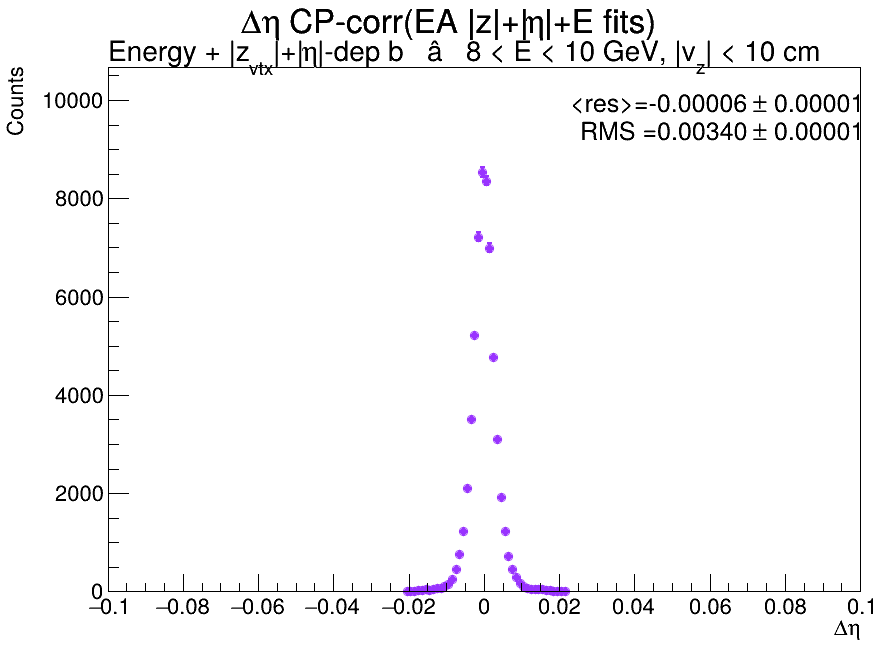 Δη CP-corr(EA |z|+|η|+E fits)
Energy + |z_vtx|+|η|-dep b â 8 < E < 10 GeV, |v_z| < 10 cm
Counts
<res>=-0.00006 ± 0.00001
RMS =0.00340 ± 0.00001
10000
8000
6000
4000
2000
0
−0.1 −0.08 −0.06 −0.04 −0.02 0 0.02 0.04 0.06 0.08 0.1
Δη